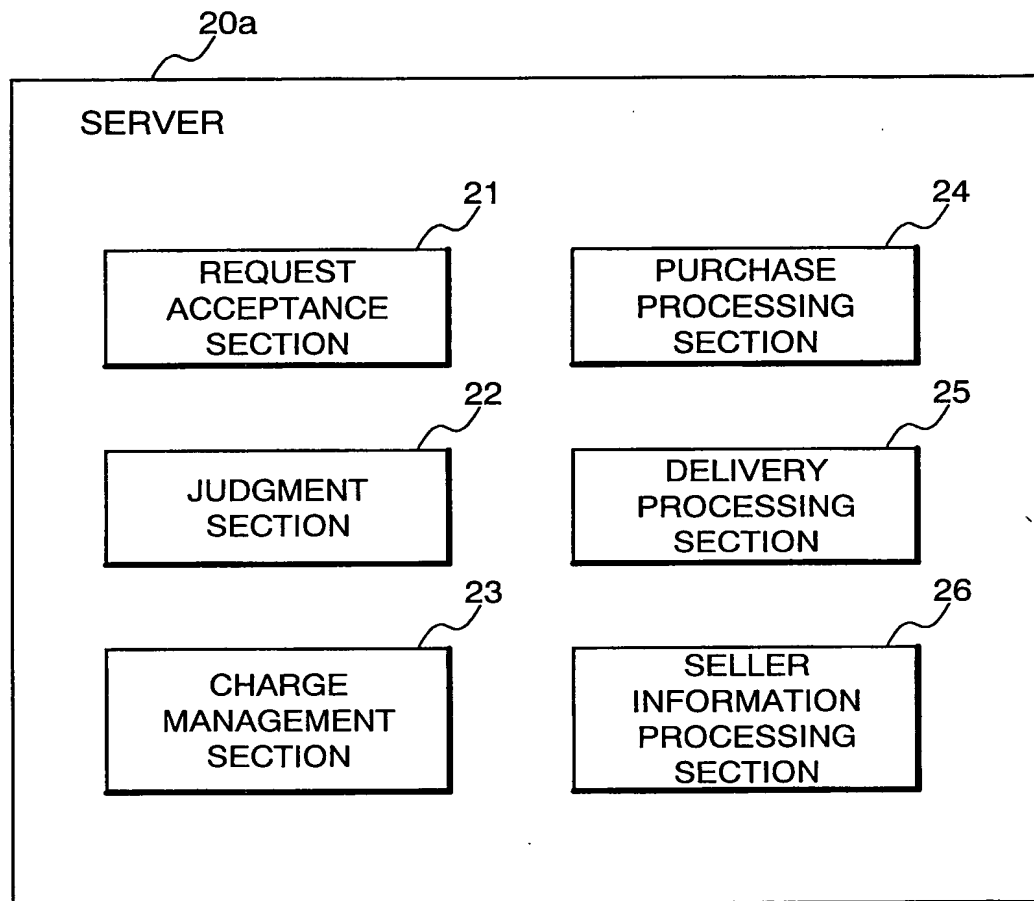 20a
SERVER
21
REQUEST
ACCEPTANCE
SECTION
22
JUDGMENT
SECTION
23
CHARGE
MANAGEMENT
SECTION
24
PURCHASE
PROCESSING
SECTION
25
DELIVERY
PROCESSING
SECTION
26
SELLER
INFORMATION
PROCESSING
SECTION